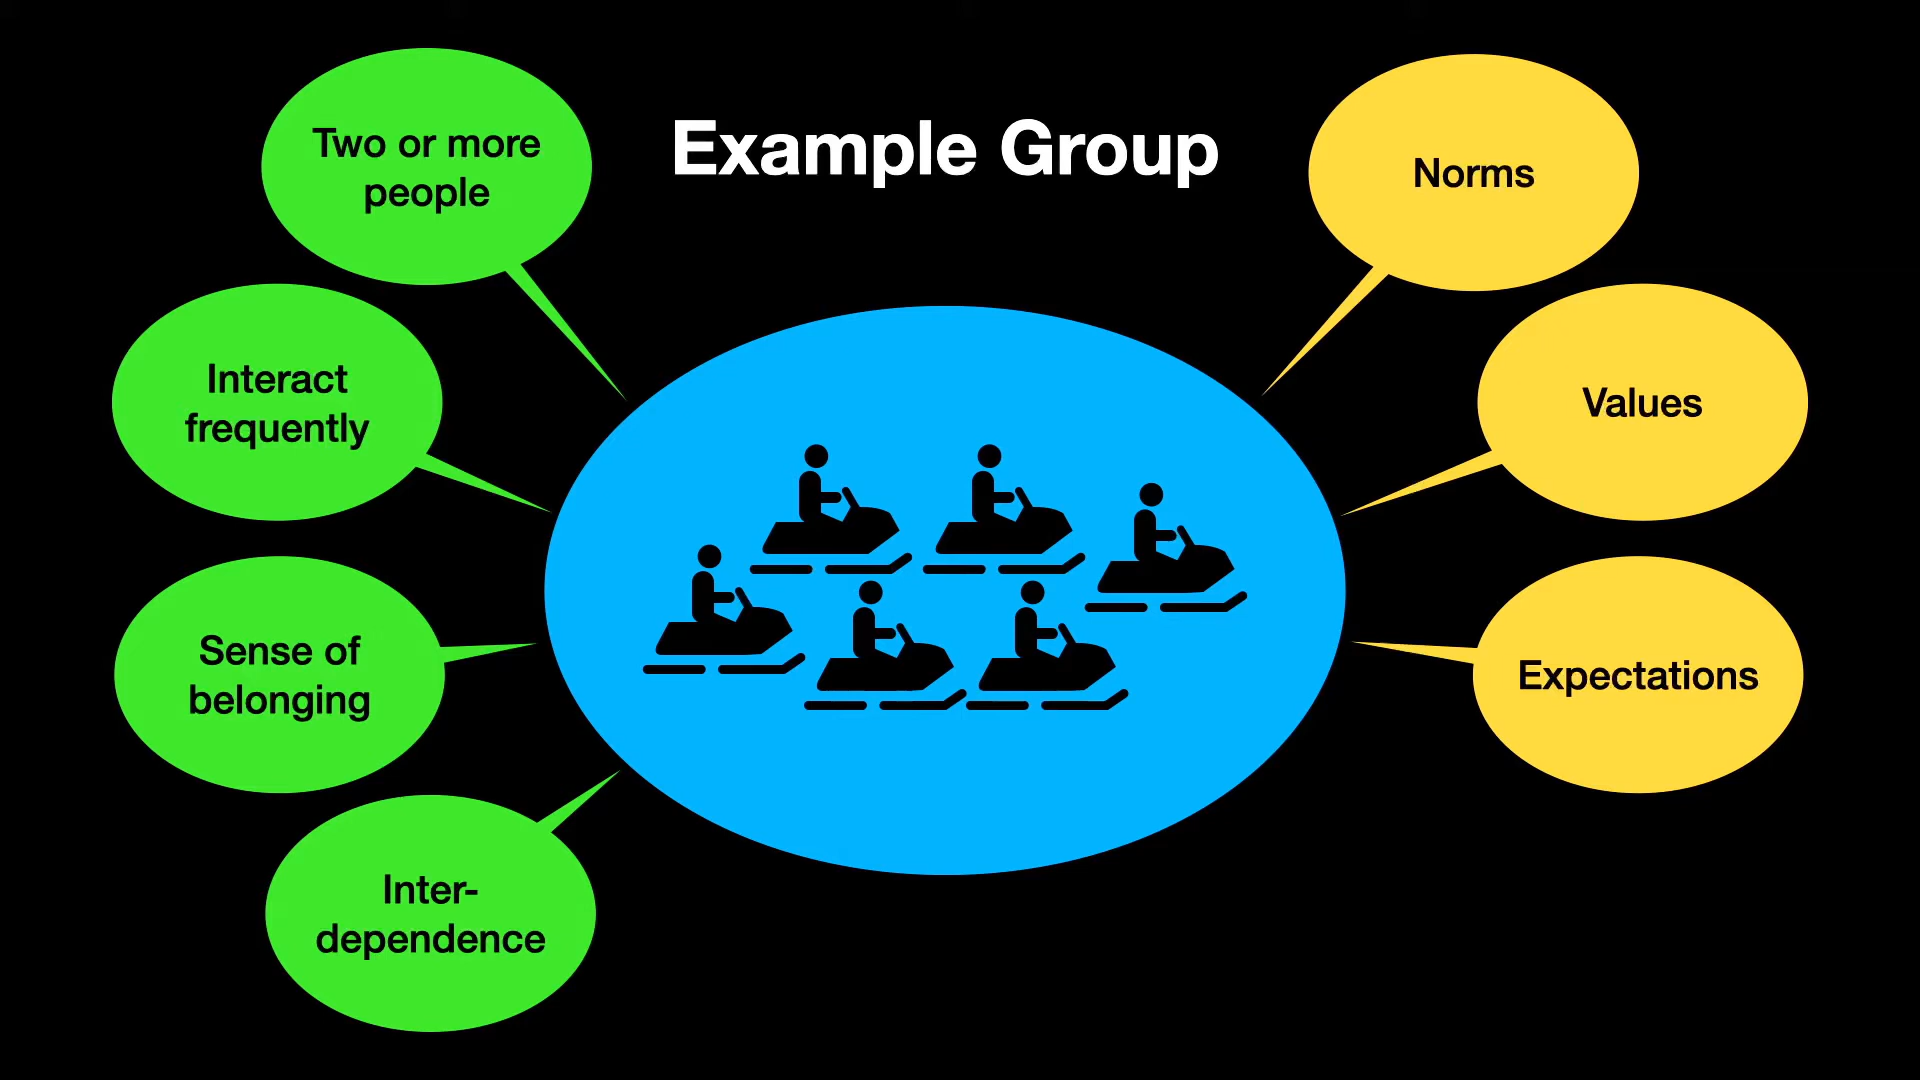 Example Group
Two or more
people
Interact
frequently
Sense of
belonging
Inter-
dependence
Norms
Values
Expectations